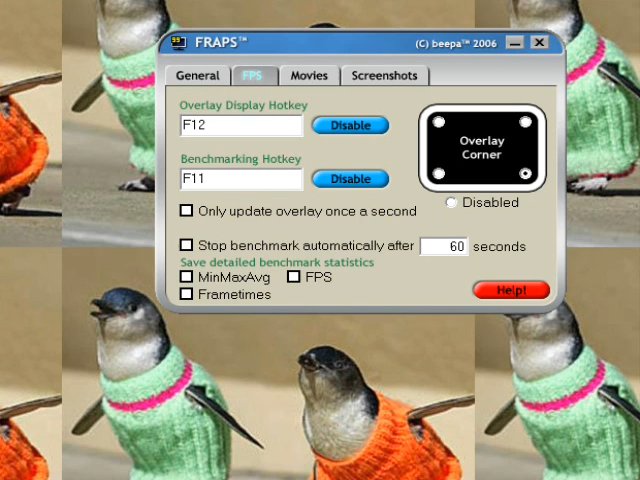 FRAPS™
(C) beepa™ 2006
General FPS Movies Screenshots
Overlay Display Hotkey
F12 Disable
Overlay
Corner
Benchmarking Hotkey
F11 Disable
Disabled
Only update overlay once a second
Stop benchmark automatically after 60 seconds
Save detailed benchmark statistics
MinMaxAvg FPS
Frametimes
Help!